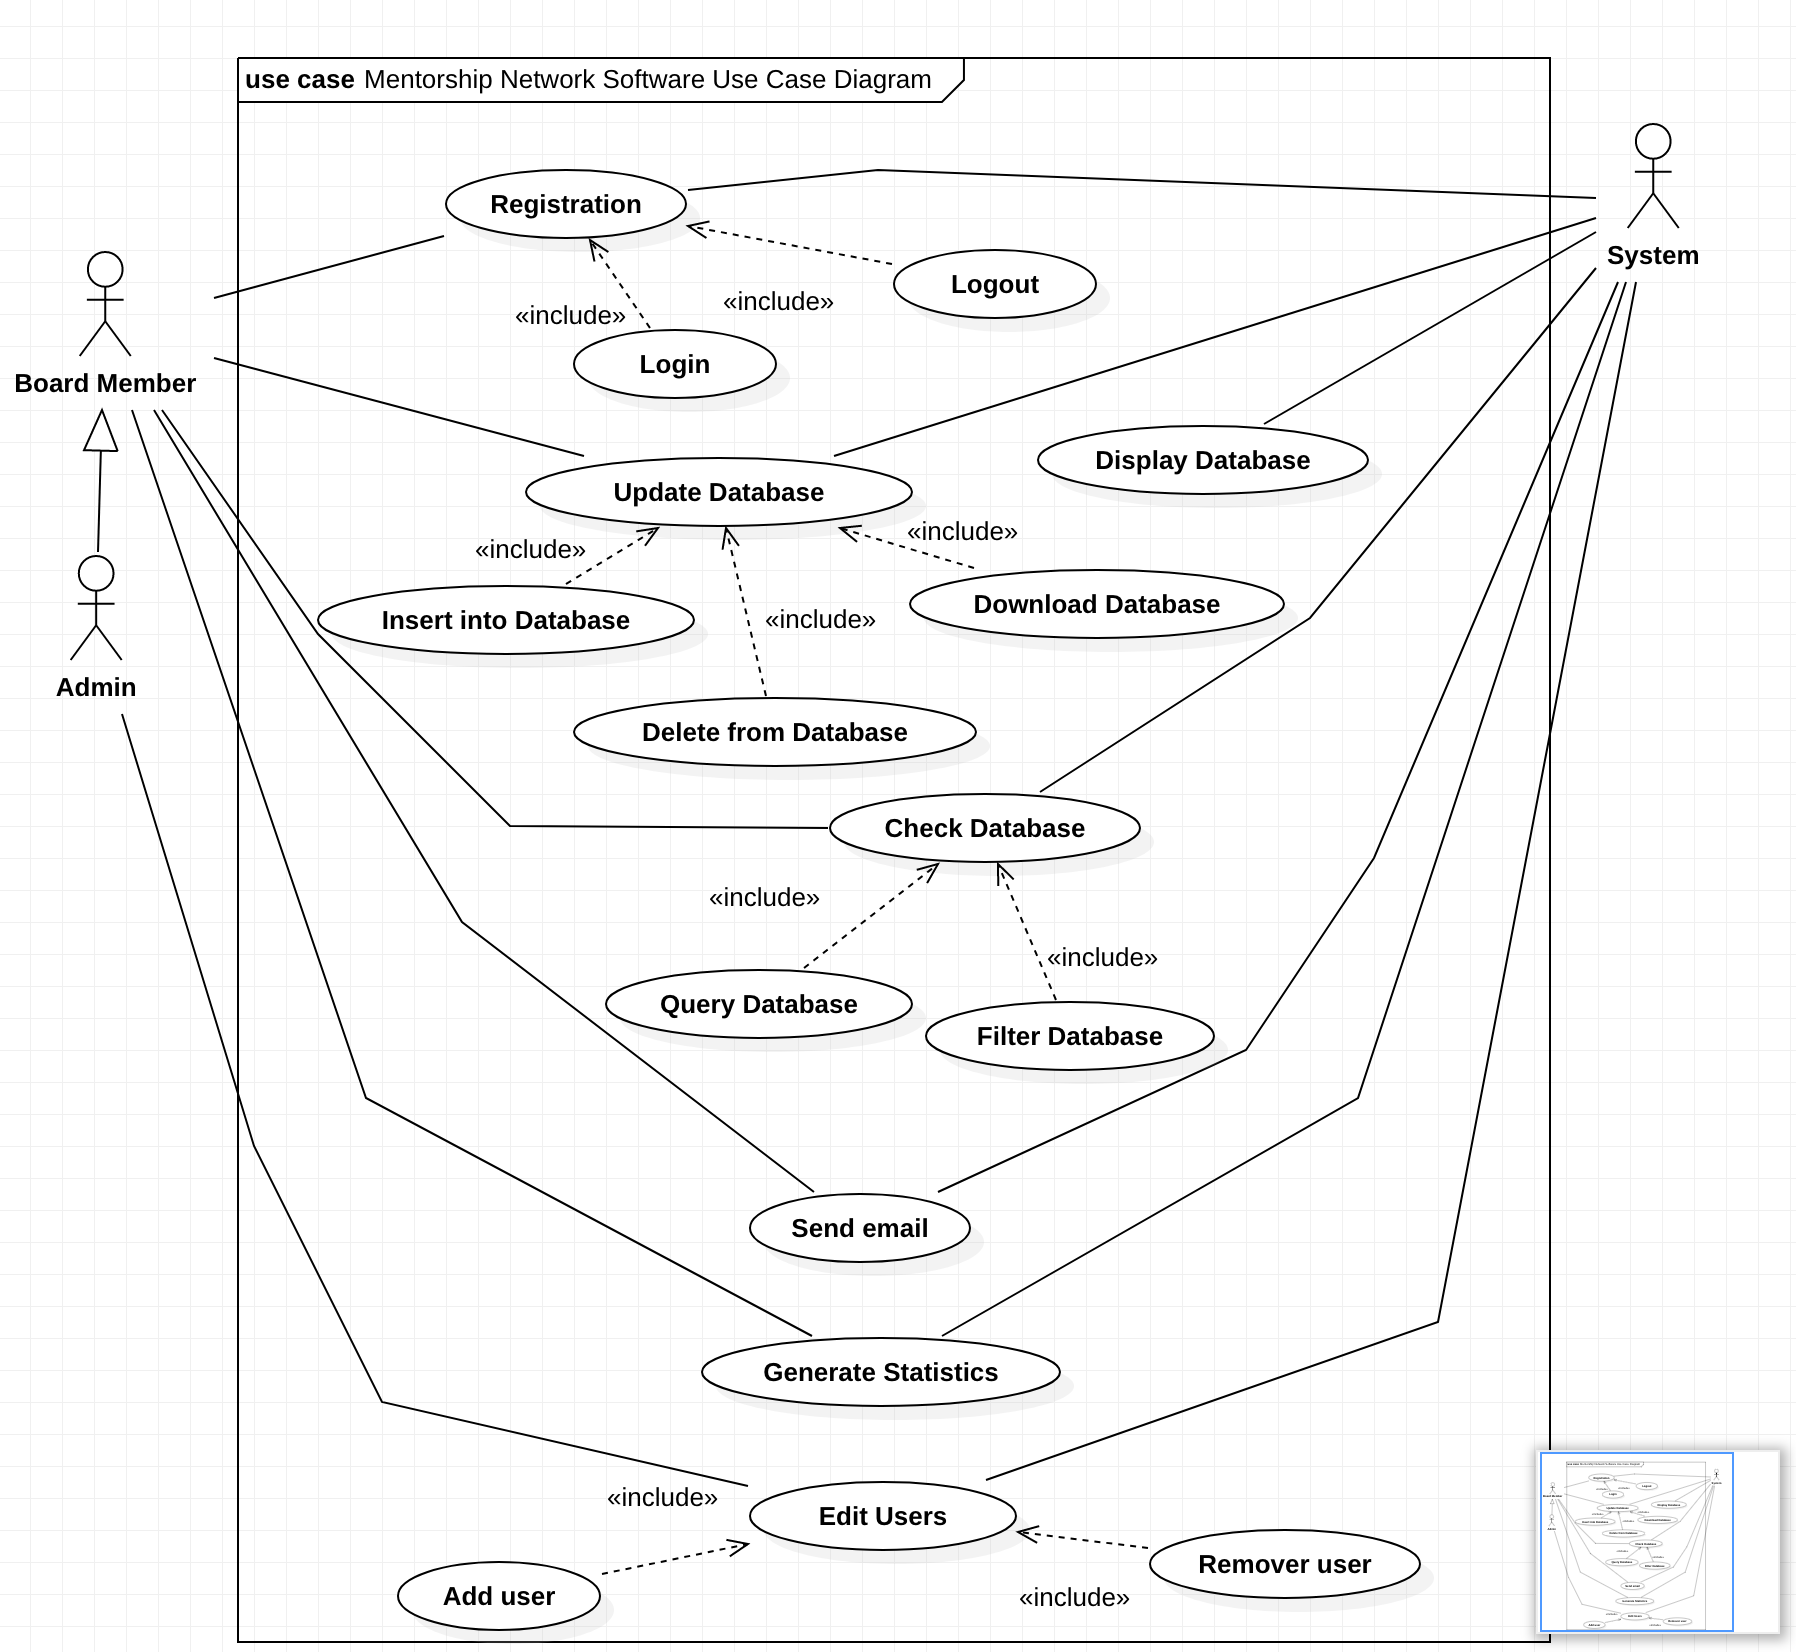 use case Mentorship Network Software Use Case Diagram
Registration
System
Logout
«include»
«include»
Login
Board Member
Display Database
Update Database
«include»
«include»
Download Database
Insert into Database
«include»
Admin
Delete from Database
Check Database
«include»
«include»
Query Database
Filter Database
Send email
Generate Statistics
«include»
Edit Users
Remover user
Add user
«include»